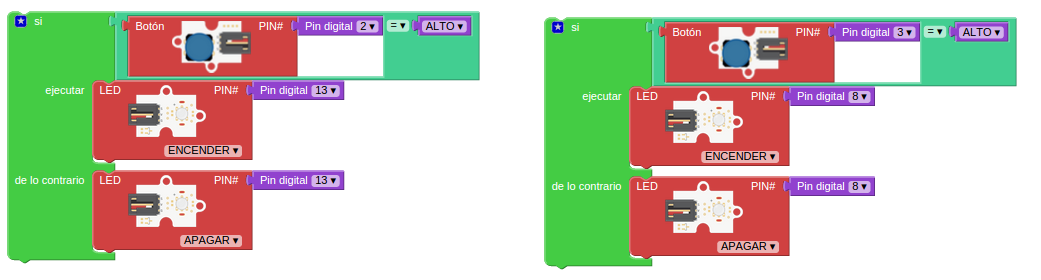 si Botón PIN# Pin digital 2 ▾ = ▾ ALTO ▾
ejecutar LED PIN# Pin digital 13 ▾
ENCENDER ▾
de lo contrario LED PIN# Pin digital 13 ▾
APAGAR ▾
si Botón PIN# Pin digital 3 ▾ = ▾ ALTO ▾
ejecutar LED PIN# Pin digital 8 ▾
ENCENDER ▾
de lo contrario LED PIN# Pin digital 8 ▾
APAGAR ▾